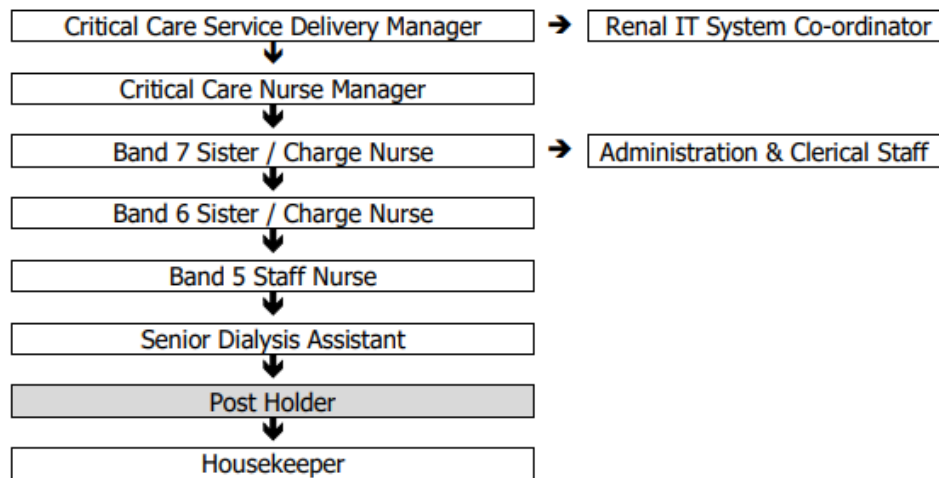 Critical Care Service Delivery Manager
Renal IT System Co-ordinator
Critical Care Nurse Manager
Band 7 Sister / Charge Nurse
Administration & Clerical Staff
Band 6 Sister / Charge Nurse
Band 5 Staff Nurse
Senior Dialysis Assistant
Post Holder
Housekeeper